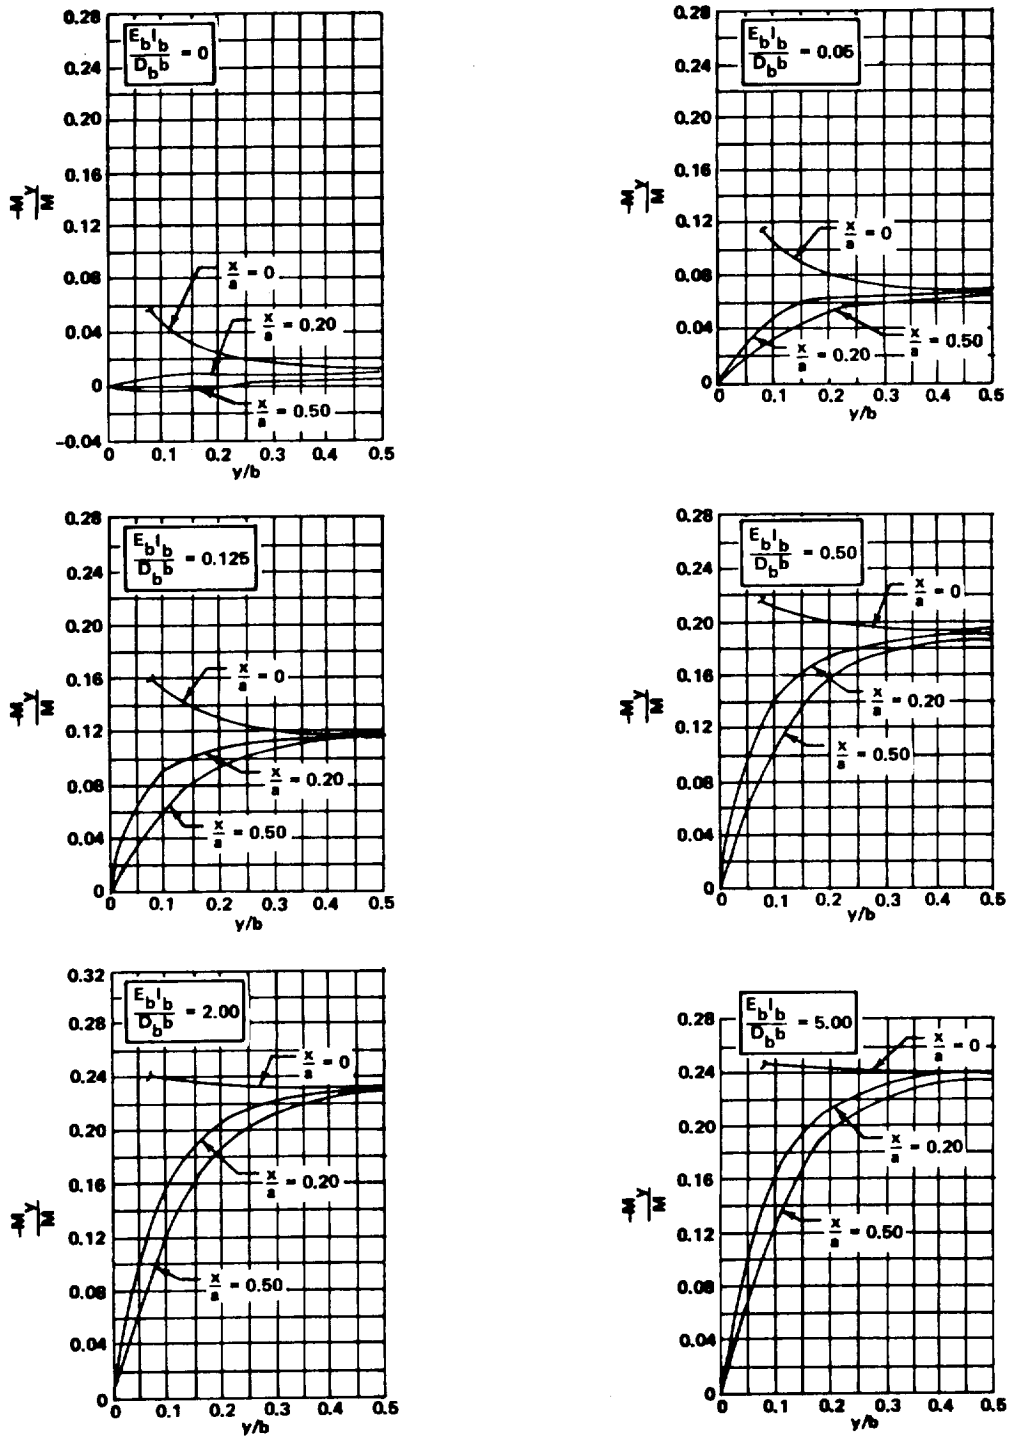 E_b I_b / D_b b = 0
0.28
0.24
0.20
0.16
0.12
0.08
0.04
0
-0.04
-M_y / M
x/a = 0
x/a = 0.20
x/a = 0.50
0 0.1 0.2 0.3 0.4 0.5
y/b
E_b I_b / D_b b = 0.05
0.28
0.24
0.20
0.16
0.12
0.08
0.04
0
-M_y / M
x/a = 0
x/a = 0.50
x/a = 0.20
0 0.1 0.2 0.3 0.4 0.5
y/b
E_b I_b / D_b b = 0.125
0.28
0.24
0.20
0.16
0.12
0.08
0.04
0
-M_y / M
x/a = 0
x/a = 0.20
x/a = 0.50
0 0.1 0.2 0.3 0.4 0.5
y/b
E_b I_b / D_b b = 0.50
0.28
0.24
0.20
0.16
0.12
0.08
0.04
0
-M_y / M
x/a = 0
x/a = 0.20
x/a = 0.50
0 0.1 0.2 0.3 0.4 0.5
y/b
E_b I_b / D_b b = 2.00
0.32
0.28
0.24
0.20
0.16
0.12
0.08
0.04
0
-M_y / M
x/a = 0
x/a = 0.20
x/a = 0.50
0 0.1 0.2 0.3 0.4 0.5
y/b
E_b I_b / D_b b = 5.00
0.28
0.24
0.20
0.16
0.12
0.08
0.04
0
-M_y / M
x/a = 0
x/a = 0.20
x/a = 0.50
0 0.1 0.2 0.3 0.4 0.5
y/b